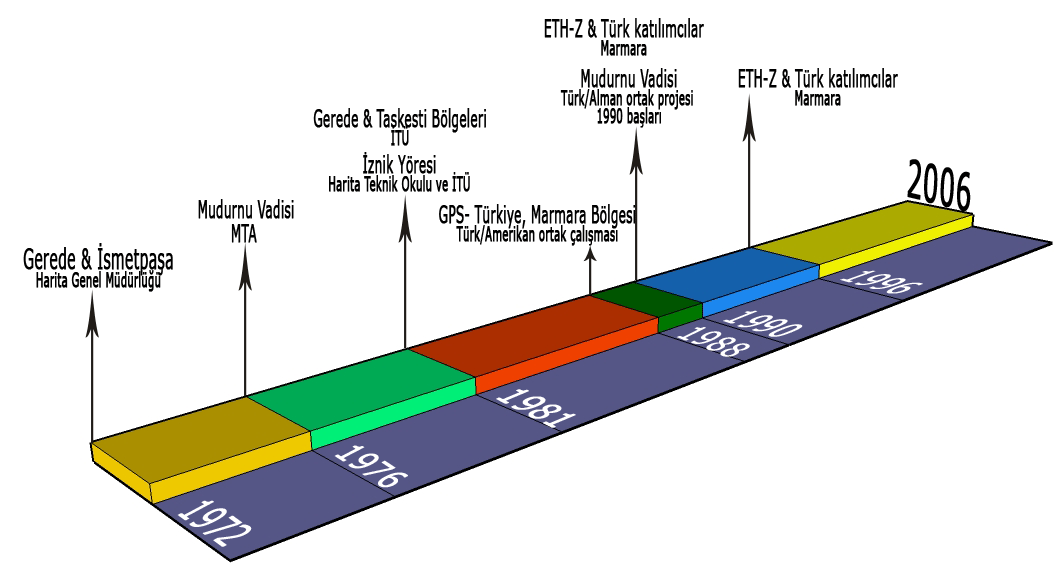 ETH-Z & Türk katılımcılar
Marmara
Mudurnu Vadisi
Türk/Alman ortak projesi
1990 başları
ETH-Z & Türk katılımcılar
Marmara
Gerede & Taşkesti Bölgeleri
İTÜ
İznik Yöresi
Harita Teknik Okulu ve İTÜ
Mudurnu Vadisi
MTA
GPS- Türkiye, Marmara Bölgesi
Türk/Amerikan ortak çalışması
Gerede & İsmetpaşa
Harita Genel Müdürlüğü
2006
1996
1990
1988
1981
1976
1972